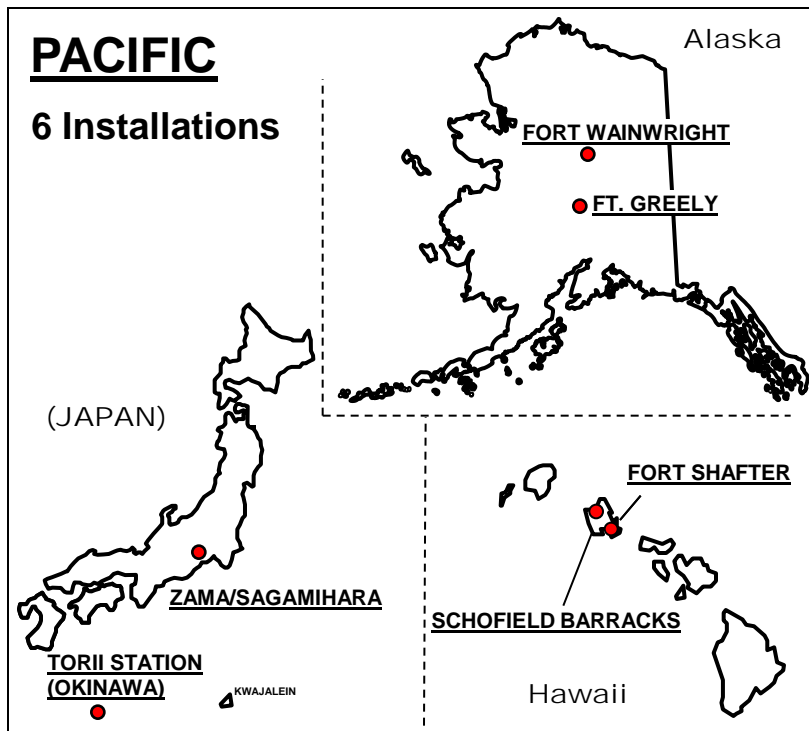 PACIFIC
6 Installations
Alaska
FORT WAINWRIGHT
FT. GREELY
(JAPAN)
ZAMA/SAGAMIHARA
TORII STATION
(OKINAWA)
KWAJALEIN
FORT SHAFTER
SCHOFIELD BARRACKS
Hawaii